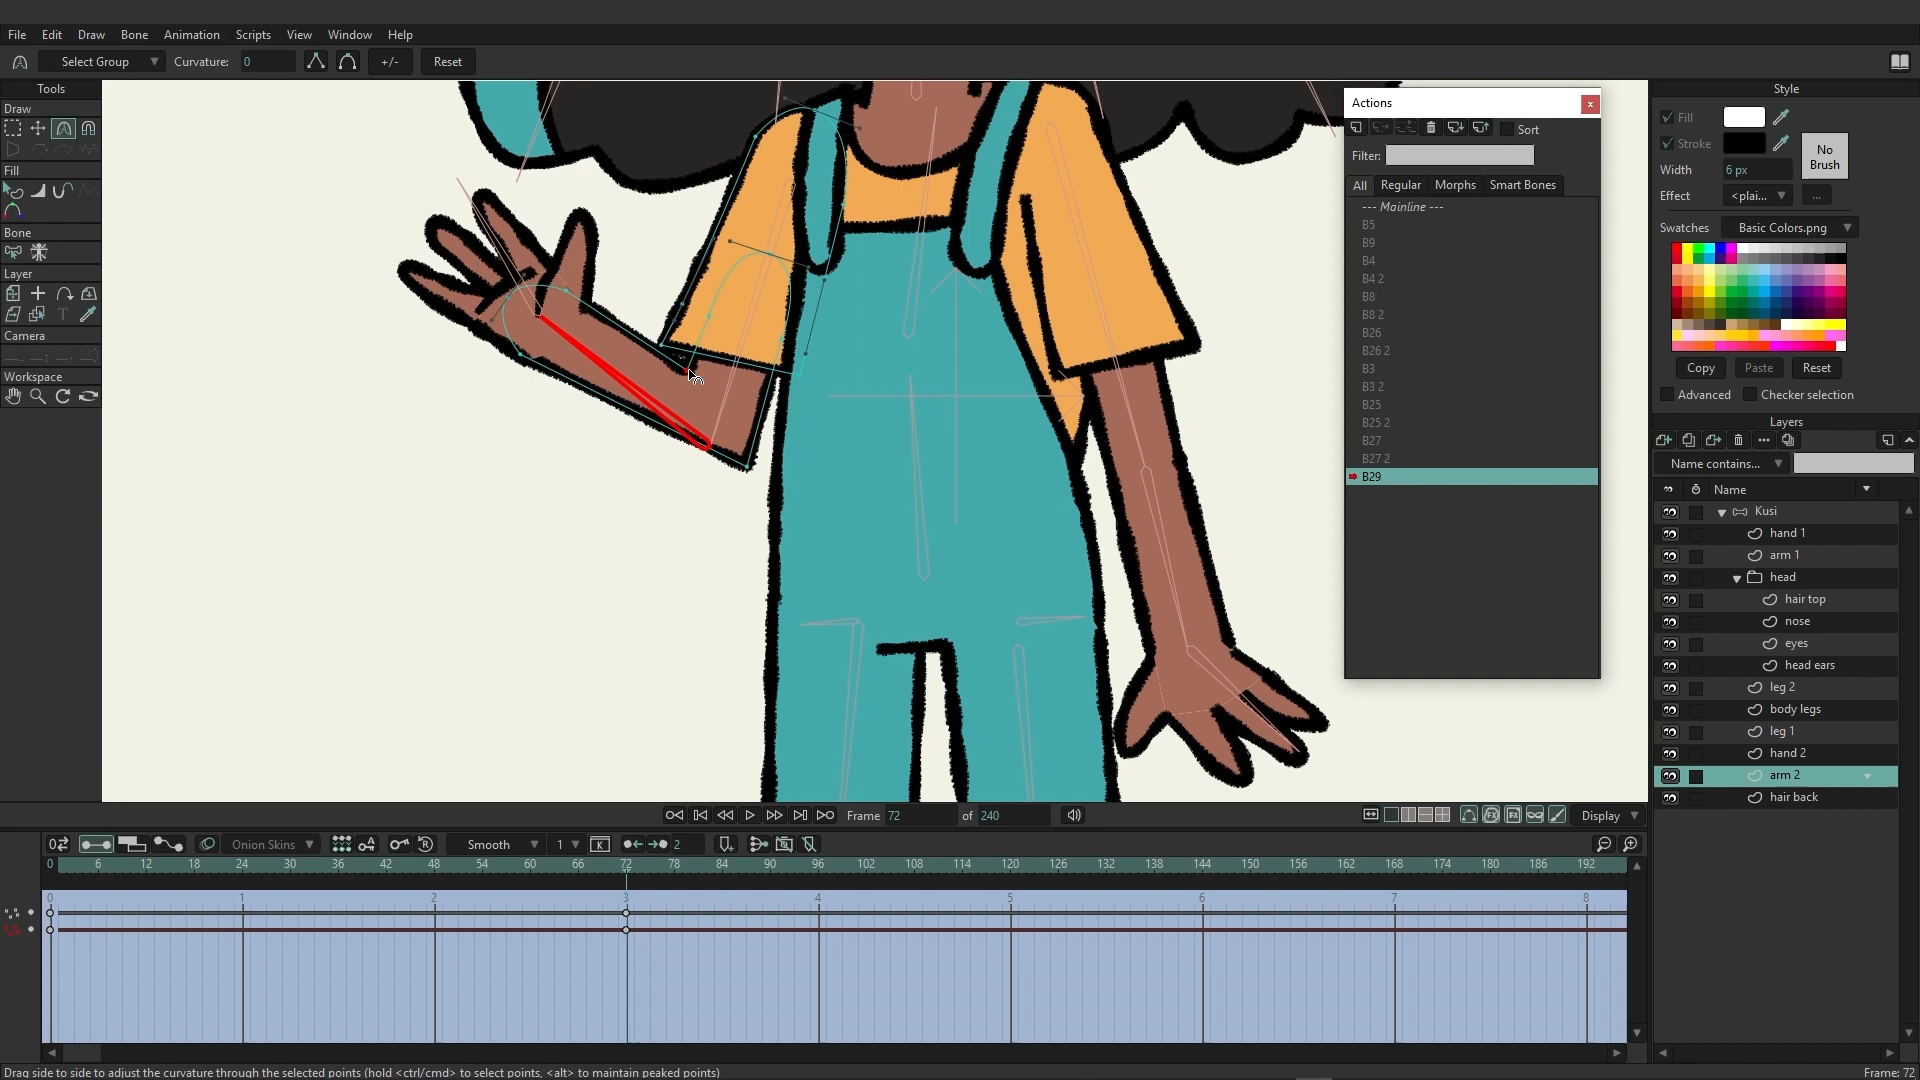 File Edit Draw Bone Animation Scripts View Window Help
Select Group Curvature: 0 +/- Reset
Tools
Draw
Fill
Bone
Layer
T
Camera
Workspace
Actions x
Sort
Filter:
All Regular Morphs Smart Bones
--- Mainline ---
B5
B9
B4
B4 2
B8
B8 2
B26
B26 2
B3
B3 2
B25
B25 2
B27
B27 2
B29
Style
Fill
Stroke
No Brush
Width 6 px
Effect <plai... ...
Swatches Basic Colors.png
Copy Paste Reset
Advanced Checker selection
Layers
Name contains...
Name
Kusi
hand 1
arm 1
head
hair top
nose
eyes
head ears
leg 2
body legs
leg 1
hand 2
arm 2
hair back
Frame 72 of 240 Display
Onion Skins Smooth 1 K 2
0 6 12 18 24 30 36 42 48 54 60 66 72 78 84 90 96 102 108 114 120 126 132 138 144 150 156 162 168 174 180 186 192
0 1 2 3 4 5 6 7 8
Drag side to side to adjust the curvature through the selected points (hold <ctrl/cmd> to select points, <alt> to maintain peaked points) Frame: 72